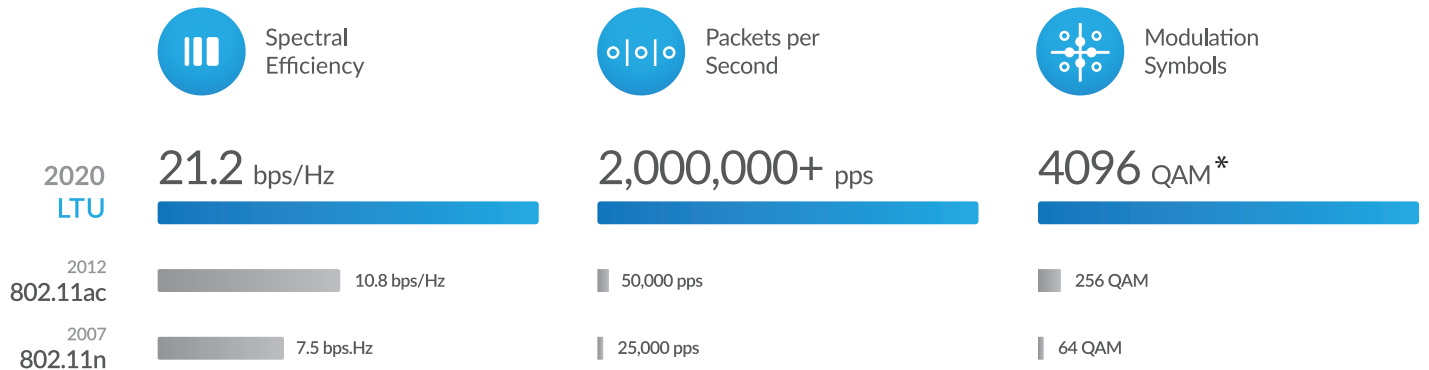 Spectral
Efficiency
Packets per
Second
Modulation
Symbols
2020
LTU
21.2 bps/Hz
2,000,000+ pps
4096 QAM*
2012
802.11ac
10.8 bps/Hz
50,000 pps
256 QAM
2007
802.11n
7.5 bps.Hz
25,000 pps
64 QAM